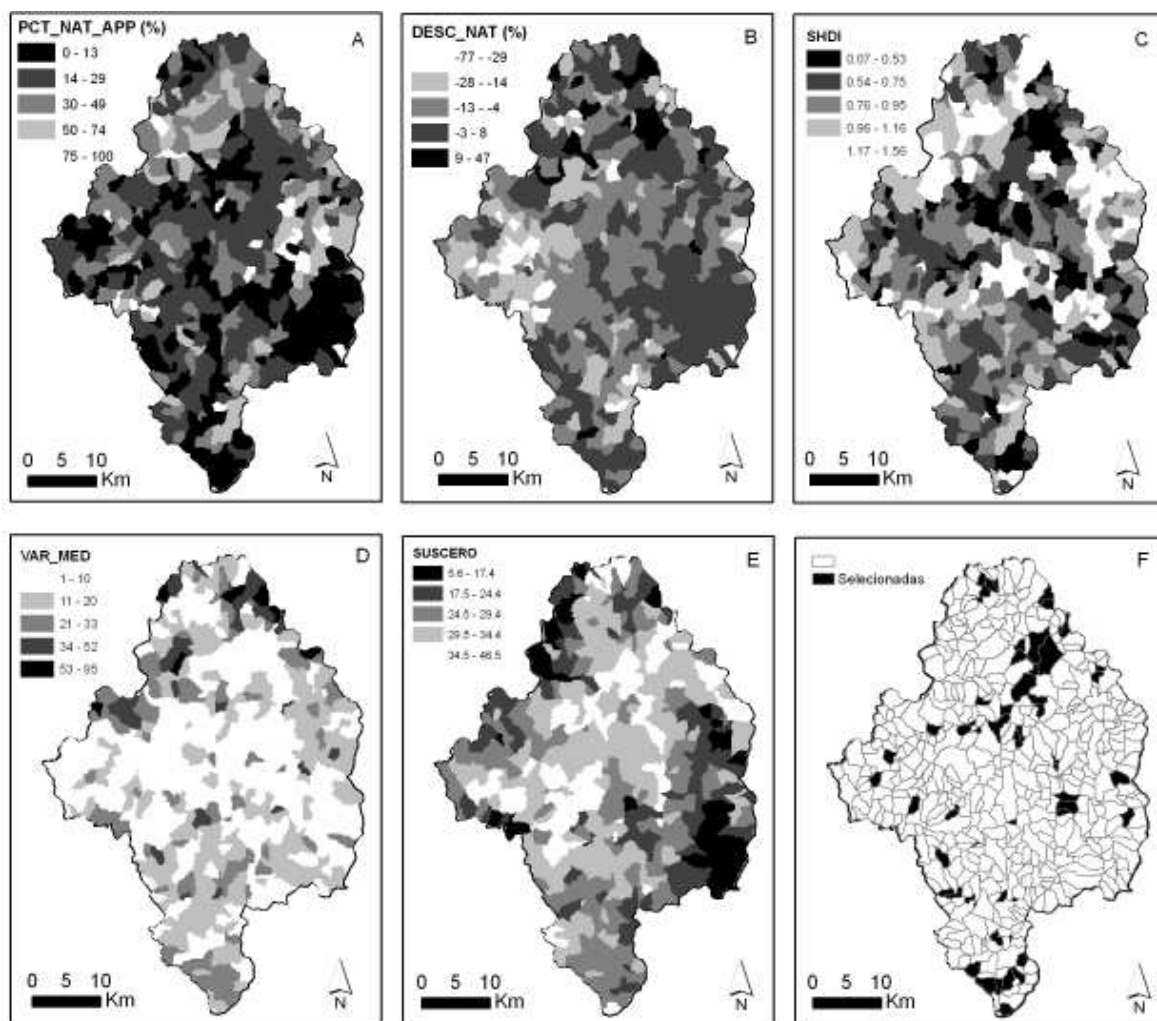 PCT_NAT_APP (%)
A
0 - 13
14 - 29
30 - 49
50 - 74
75 - 100
0 5 10
Km
N
DESC_NAT (%)
B
-77 - -29
-28 - -14
-13 - -4
-3 - 8
9 - 47
0 5 10
Km
N
SHDI
C
0.07 - 0.53
0.54 - 0.75
0.76 - 0.95
0.96 - 1.16
1.17 - 1.56
0 5 10
Km
N
VAR_MED
D
1 - 10
11 - 20
21 - 33
34 - 52
53 - 95
0 5 10
Km
N
SUSCERO
E
5.6 - 17.4
17.5 - 24.4
24.5 - 29.4
29.5 - 34.4
34.5 - 46.5
0 5 10
Km
N
F
Selecionadas
0 5 10
Km
N